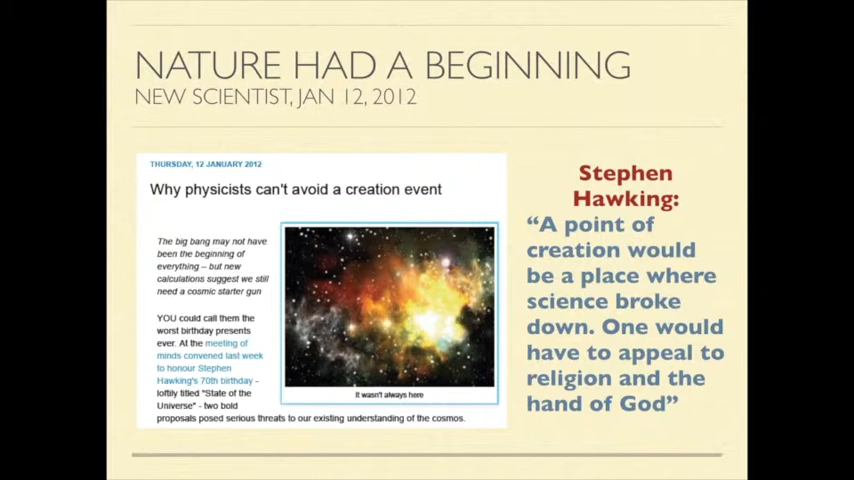 NATURE HAD A BEGINNING
NEW SCIENTIST, JAN 12, 2012
THURSDAY, 12 JANUARY 2012
Why physicists can't avoid a creation event
The big bang may not have
been the beginning of
everything – but new
calculations suggest we still
need a cosmic starter gun
YOU could call them the
worst birthday presents
ever. At the meeting of
minds convened last week
to honour Stephen
Hawking's 70th birthday -
loftily titled "State of the
Universe" - two bold
proposals posed serious threats to our existing understanding of the cosmos.
It wasn't always here
Stephen
Hawking:
“A point of
creation would
be a place where
science broke
down. One would
have to appeal to
religion and the
hand of God”